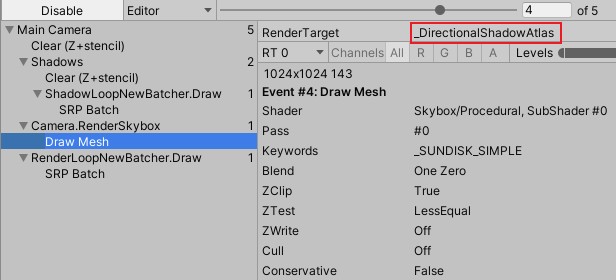 Disable Editor 4 of 5
Main Camera 5
Clear (Z+stencil)
Shadows 2
Clear (Z+stencil)
ShadowLoopNewBatcher.Draw 1
SRP Batch
Camera.RenderSkybox 1
Draw Mesh
RenderLoopNewBatcher.Draw 1
SRP Batch
RenderTarget _DirectionalShadowAtlas
RT 0 Channels All R G B A Levels
1024x1024 143
Event #4: Draw Mesh
Shader Skybox/Procedural, SubShader #0
Pass #0
Keywords _SUNDISK_SIMPLE
Blend One Zero
ZClip True
ZTest LessEqual
ZWrite Off
Cull Off
Conservative False